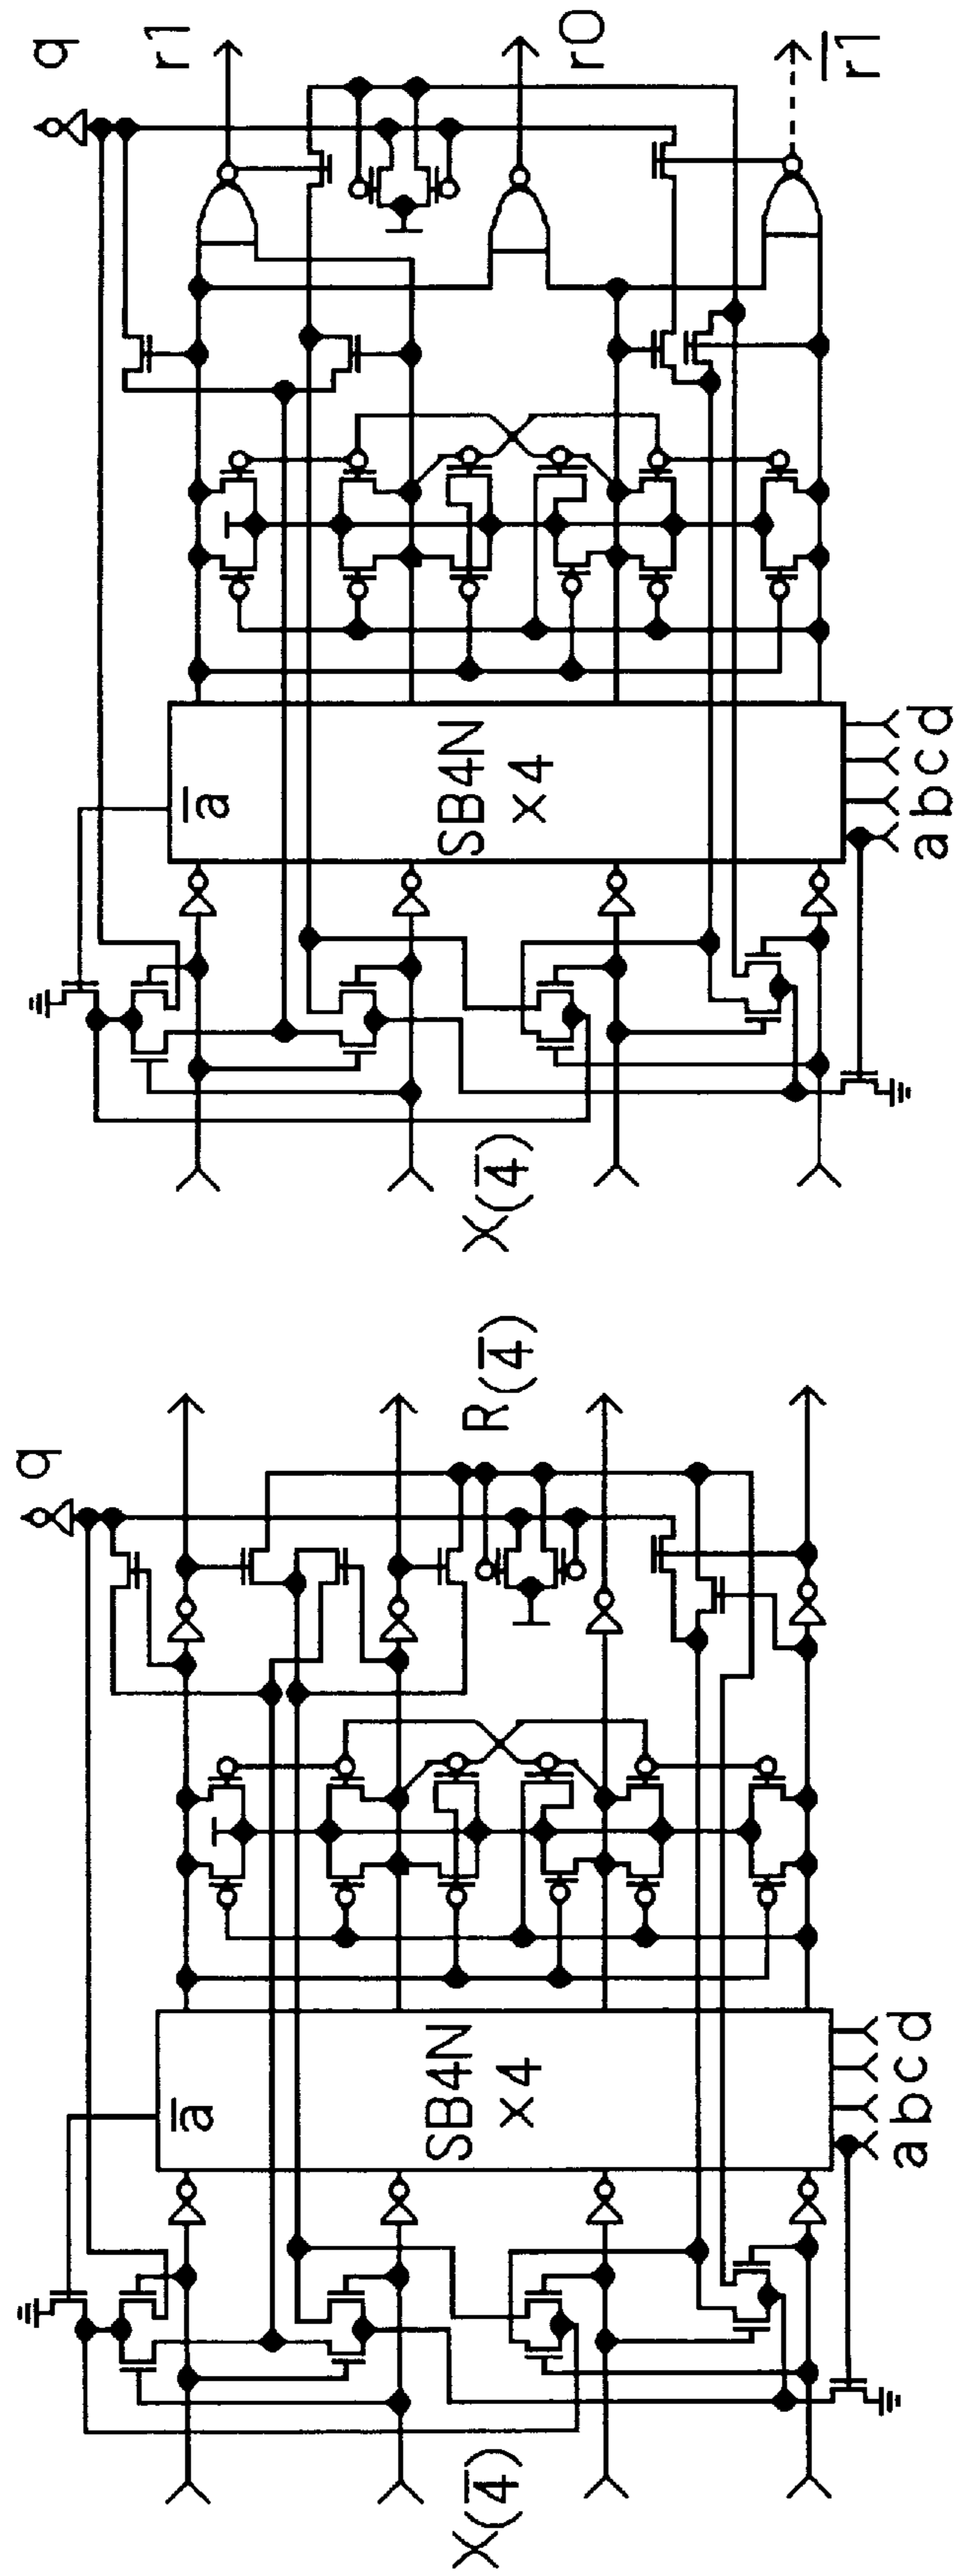 q
r1
r0
r̅1̅
a̅
SB4N
×4
a b c d
X(4̅)
q
R(4̅)
a̅
SB4N
×4
a b c d
X(4̅)